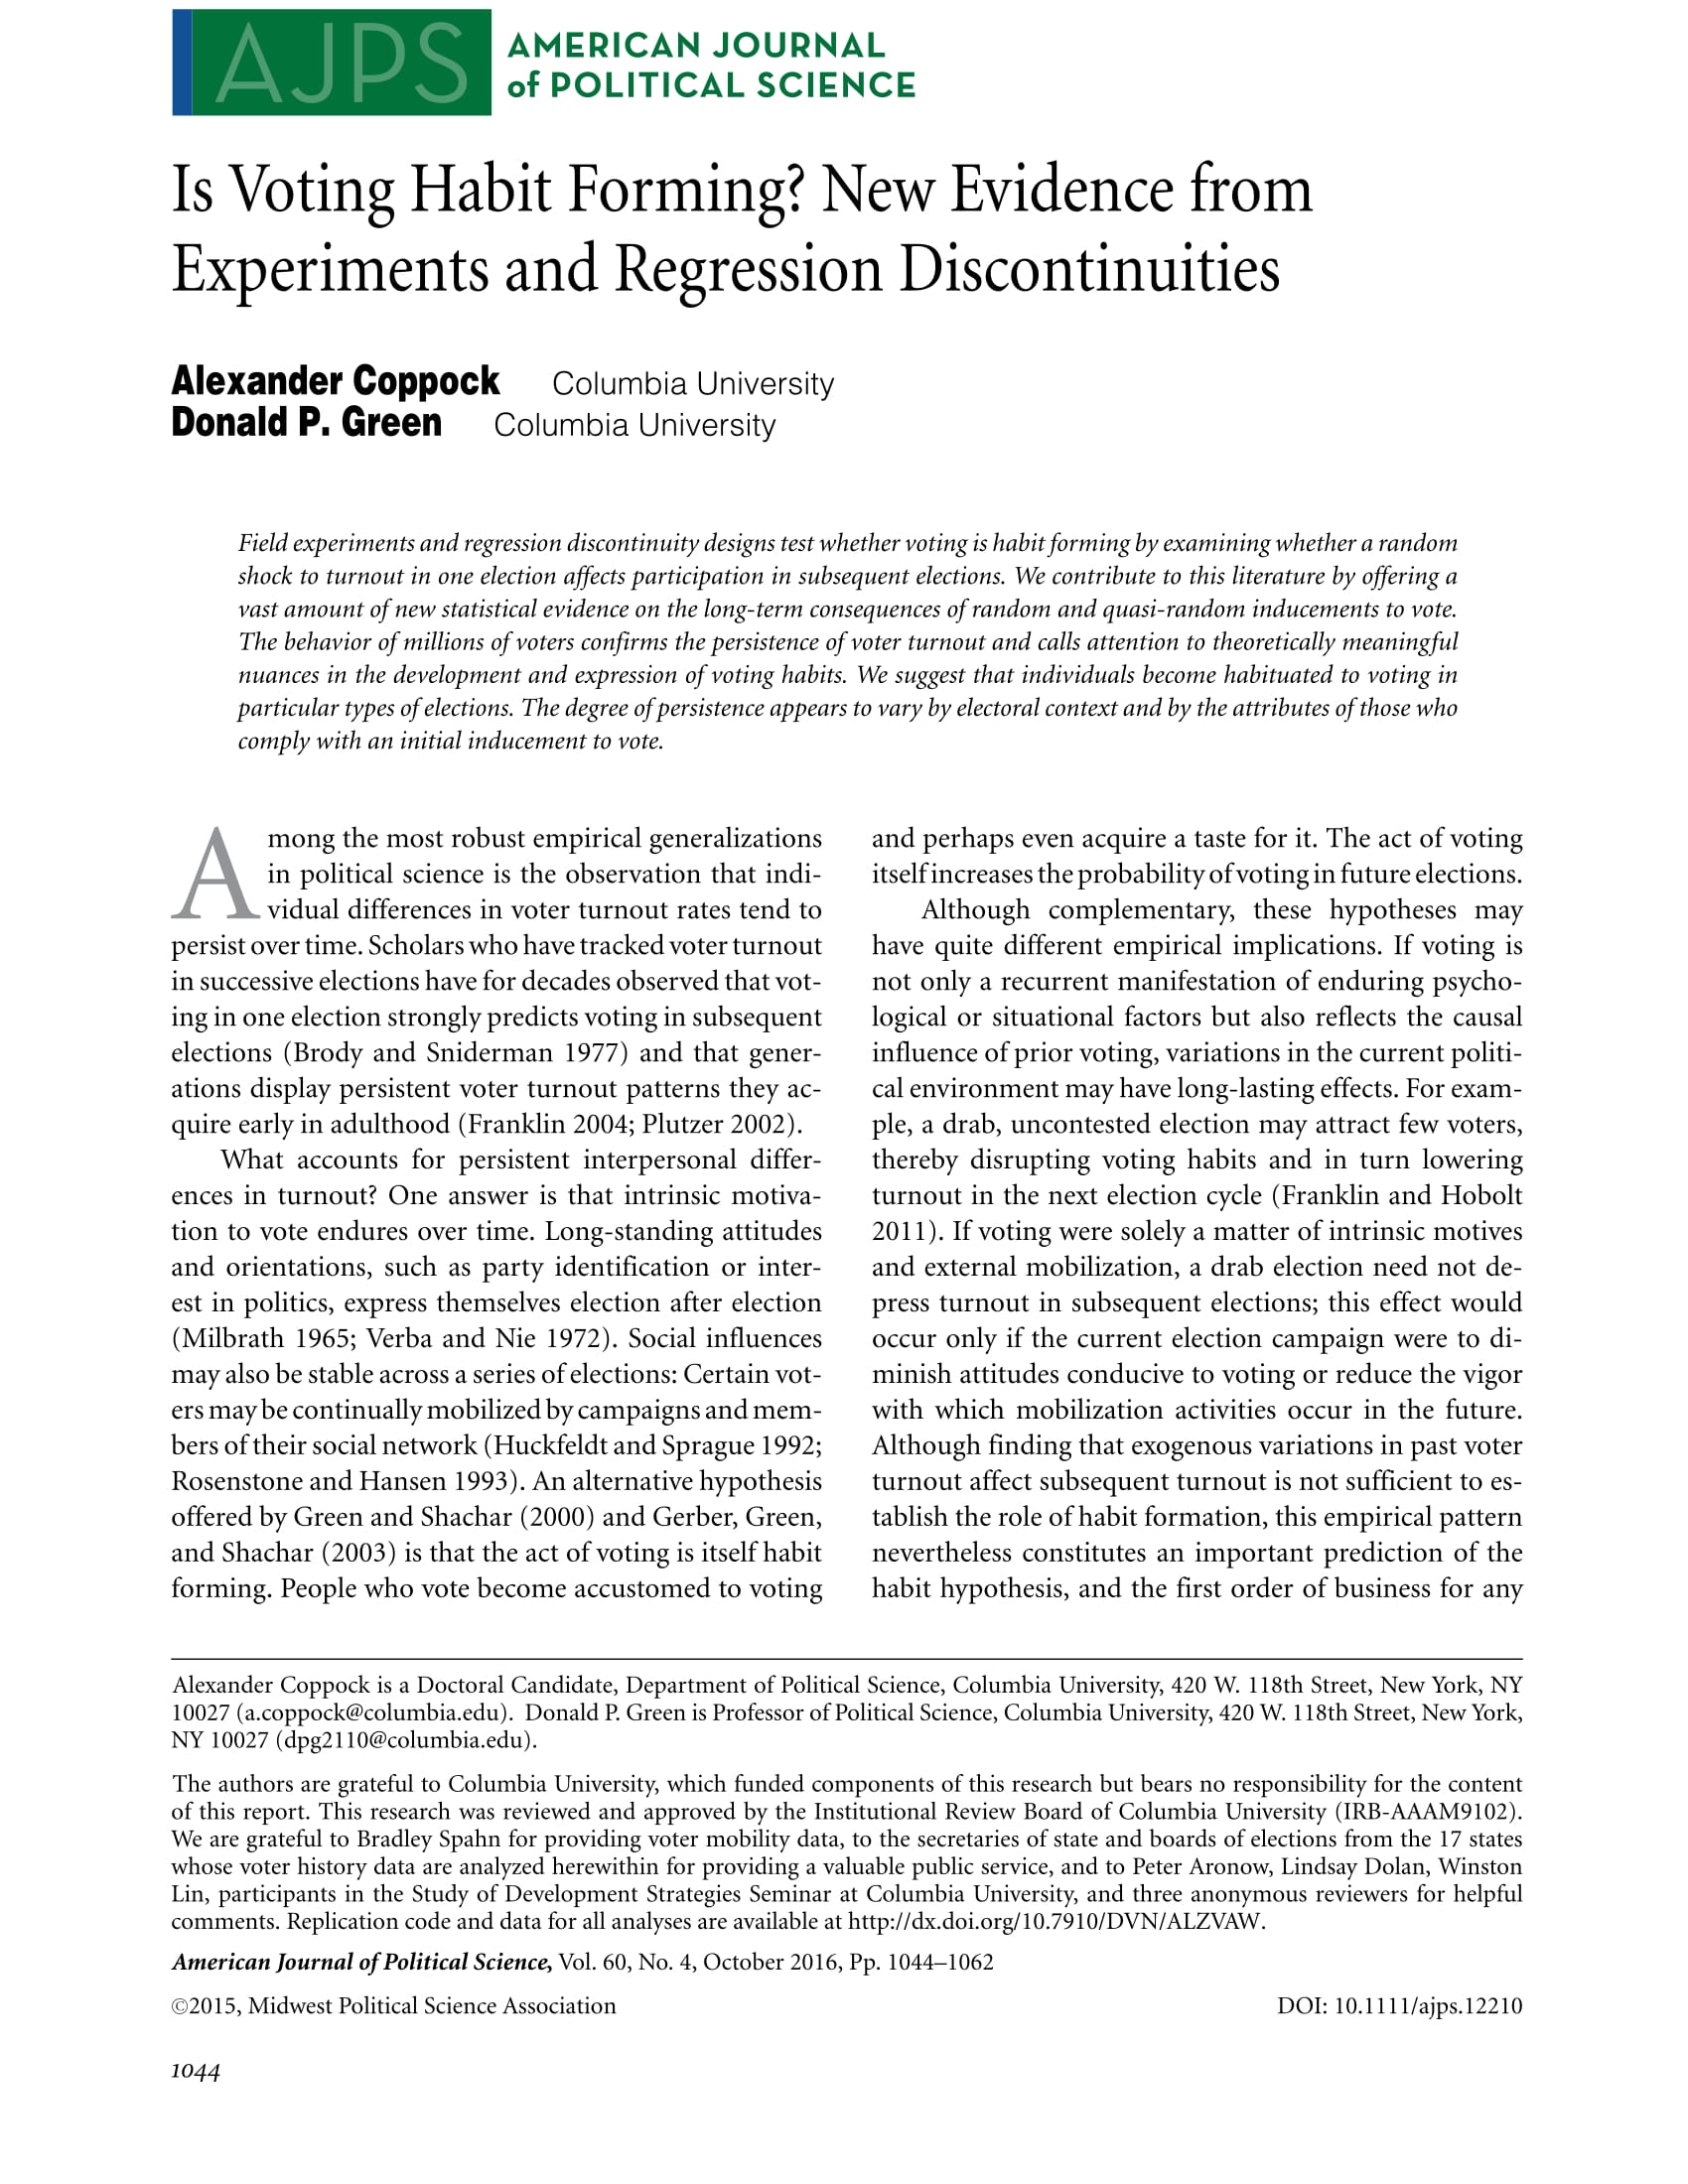 AJPS
AMERICAN JOURNAL
of POLITICAL SCIENCE
Is Voting Habit Forming? New Evidence from
Experiments and Regression Discontinuities
Alexander Coppock Columbia University
Donald P. Green Columbia University
Field experiments and regression discontinuity designs test whether voting is habit forming by examining whether a random
shock to turnout in one election affects participation in subsequent elections. We contribute to this literature by offering a
vast amount of new statistical evidence on the long-term consequences of random and quasi-random inducements to vote.
The behavior of millions of voters confirms the persistence of voter turnout and calls attention to theoretically meaningful
nuances in the development and expression of voting habits. We suggest that individuals become habituated to voting in
particular types of elections. The degree of persistence appears to vary by electoral context and by the attributes of those who
comply with an initial inducement to vote.
Among the most robust empirical generalizations
in political science is the observation that indi-
vidual differences in voter turnout rates tend to
persist over time. Scholars who have tracked voter turnout
in successive elections have for decades observed that vot-
ing in one election strongly predicts voting in subsequent
elections (Brody and Sniderman 1977) and that gener-
ations display persistent voter turnout patterns they ac-
quire early in adulthood (Franklin 2004; Plutzer 2002).
What accounts for persistent interpersonal differ-
ences in turnout? One answer is that intrinsic motiva-
tion to vote endures over time. Long-standing attitudes
and orientations, such as party identification or inter-
est in politics, express themselves election after election
(Milbrath 1965; Verba and Nie 1972). Social influences
may also be stable across a series of elections: Certain vot-
ers may be continually mobilized by campaigns and mem-
bers of their social network (Huckfeldt and Sprague 1992;
Rosenstone and Hansen 1993). An alternative hypothesis
offered by Green and Shachar (2000) and Gerber, Green,
and Shachar (2003) is that the act of voting is itself habit
forming. People who vote become accustomed to voting
and perhaps even acquire a taste for it. The act of voting
itself increases the probability of voting in future elections.
Although complementary, these hypotheses may
have quite different empirical implications. If voting is
not only a recurrent manifestation of enduring psycho-
logical or situational factors but also reflects the causal
influence of prior voting, variations in the current politi-
cal environment may have long-lasting effects. For exam-
ple, a drab, uncontested election may attract few voters,
thereby disrupting voting habits and in turn lowering
turnout in the next election cycle (Franklin and Hobolt
2011). If voting were solely a matter of intrinsic motives
and external mobilization, a drab election need not de-
press turnout in subsequent elections; this effect would
occur only if the current election campaign were to di-
minish attitudes conducive to voting or reduce the vigor
with which mobilization activities occur in the future.
Although finding that exogenous variations in past voter
turnout affect subsequent turnout is not sufficient to es-
tablish the role of habit formation, this empirical pattern
nevertheless constitutes an important prediction of the
habit hypothesis, and the first order of business for any
Alexander Coppock is a Doctoral Candidate, Department of Political Science, Columbia University, 420 W. 118th Street, New York, NY
10027 (a.coppock@columbia.edu). Donald P. Green is Professor of Political Science, Columbia University, 420 W. 118th Street, New York,
NY 10027 (dpg2110@columbia.edu).
The authors are grateful to Columbia University, which funded components of this research but bears no responsibility for the content
of this report. This research was reviewed and approved by the Institutional Review Board of Columbia University (IRB-AAAM9102).
We are grateful to Bradley Spahn for providing voter mobility data, to the secretaries of state and boards of elections from the 17 states
whose voter history data are analyzed herewithin for providing a valuable public service, and to Peter Aronow, Lindsay Dolan, Winston
Lin, participants in the Study of Development Strategies Seminar at Columbia University, and three anonymous reviewers for helpful
comments. Replication code and data for all analyses are available at http://dx.doi.org/10.7910/DVN/ALZVAW.
American Journal of Political Science, Vol. 60, No. 4, October 2016, Pp. 1044–1062
©2015, Midwest Political Science Association DOI: 10.1111/ajps.12210
1044